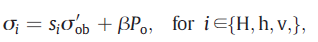 σᵢ = sᵢσ′ₒb + βPₒ, for i∈{H, h, v,},